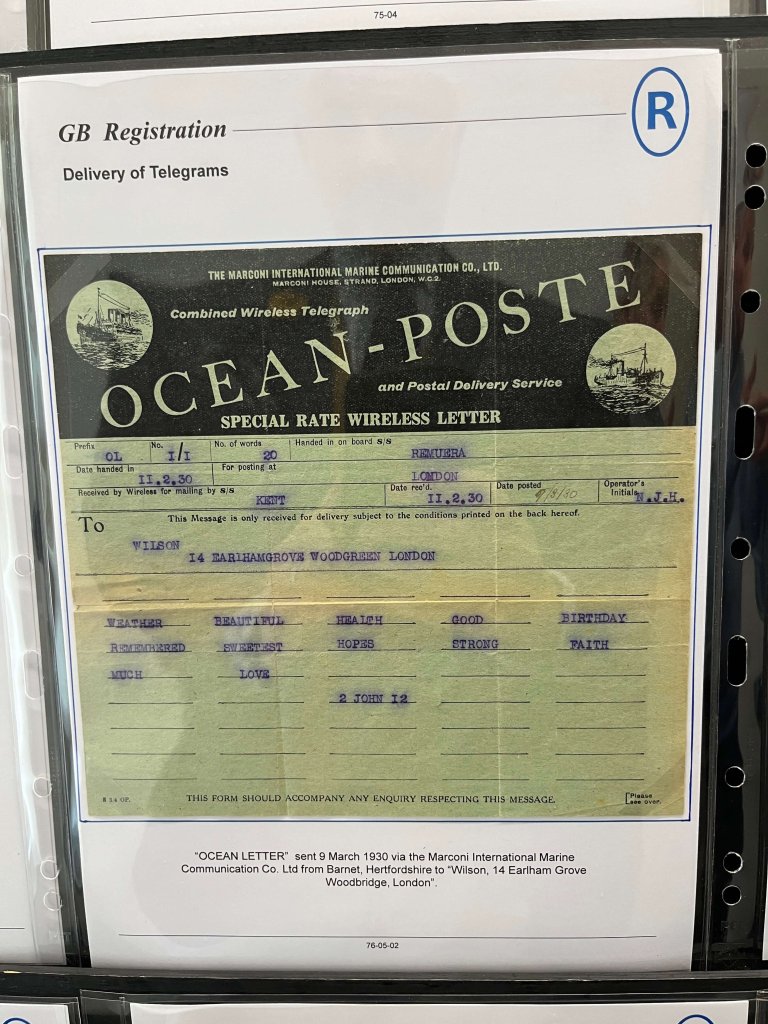 75-04
GB Registration
R
Delivery of Telegrams
THE MARCONI INTERNATIONAL MARINE COMMUNICATION CO., LTD.
MARCONI HOUSE, STRAND, LONDON, W.C.2.
Combined Wireless Telegraph
OCEAN-POSTE
and Postal Delivery Service
SPECIAL RATE WIRELESS LETTER
Prefix OL No. 1/1 No. of words 20 Handed in on board s/s REMUERA
Date handed in 11.2.30 For posting at LONDON
Received by Wireless for mailing by s/s KENT Date rec'd. 11.2.30 Date posted 9/3/30 Operator's Initials N.J.H.
This Message is only received for delivery subject to the conditions printed on the back hereof.
To
WILSON
14 EARLHAMGROVE WOODGREEN LONDON
WEATHER BEAUTIFUL HEALTH GOOD BIRTHDAY
REMEMBERED SWEETEST HOPES STRONG FAITH
MUCH LOVE
2 JOHN 12
THIS FORM SHOULD ACCOMPANY ANY ENQUIRY RESPECTING THIS MESSAGE.
[Please see over.
"OCEAN LETTER" sent 9 March 1930 via the Marconi International Marine
Communication Co. Ltd from Barnet, Hertfordshire to "Wilson, 14 Earlham Grove
Woodbridge, London".
76-05-02